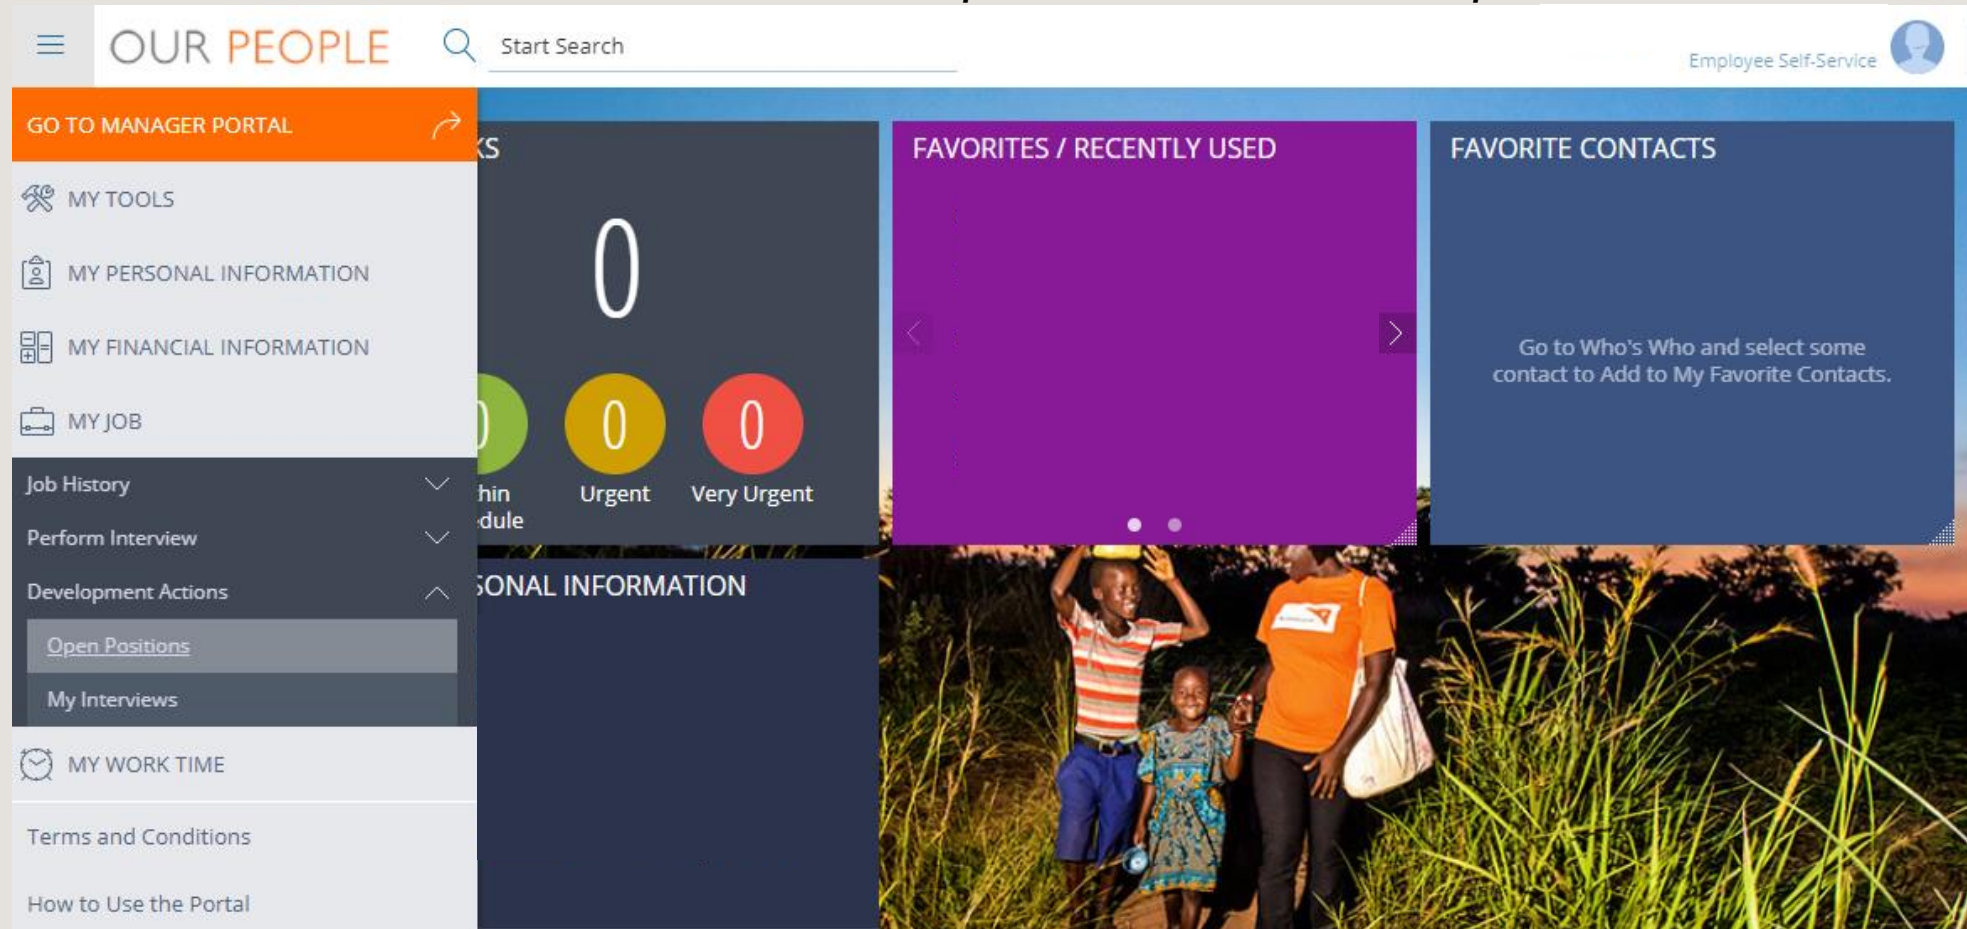 OUR PEOPLE
Start Search
Employee Self-Service
GO TO MANAGER PORTAL
MY TOOLS
MY PERSONAL INFORMATION
MY FINANCIAL INFORMATION
MY JOB
Job History
Perform Interview
Development Actions
Open Positions
My Interviews
MY WORK TIME
Terms and Conditions
How to Use the Portal
KS
0
0
0
0
hin
edule
Urgent
Very Urgent
SONAL INFORMATION
FAVORITES / RECENTLY USED
FAVORITE CONTACTS
Go to Who's Who and select some
contact to Add to My Favorite Contacts.